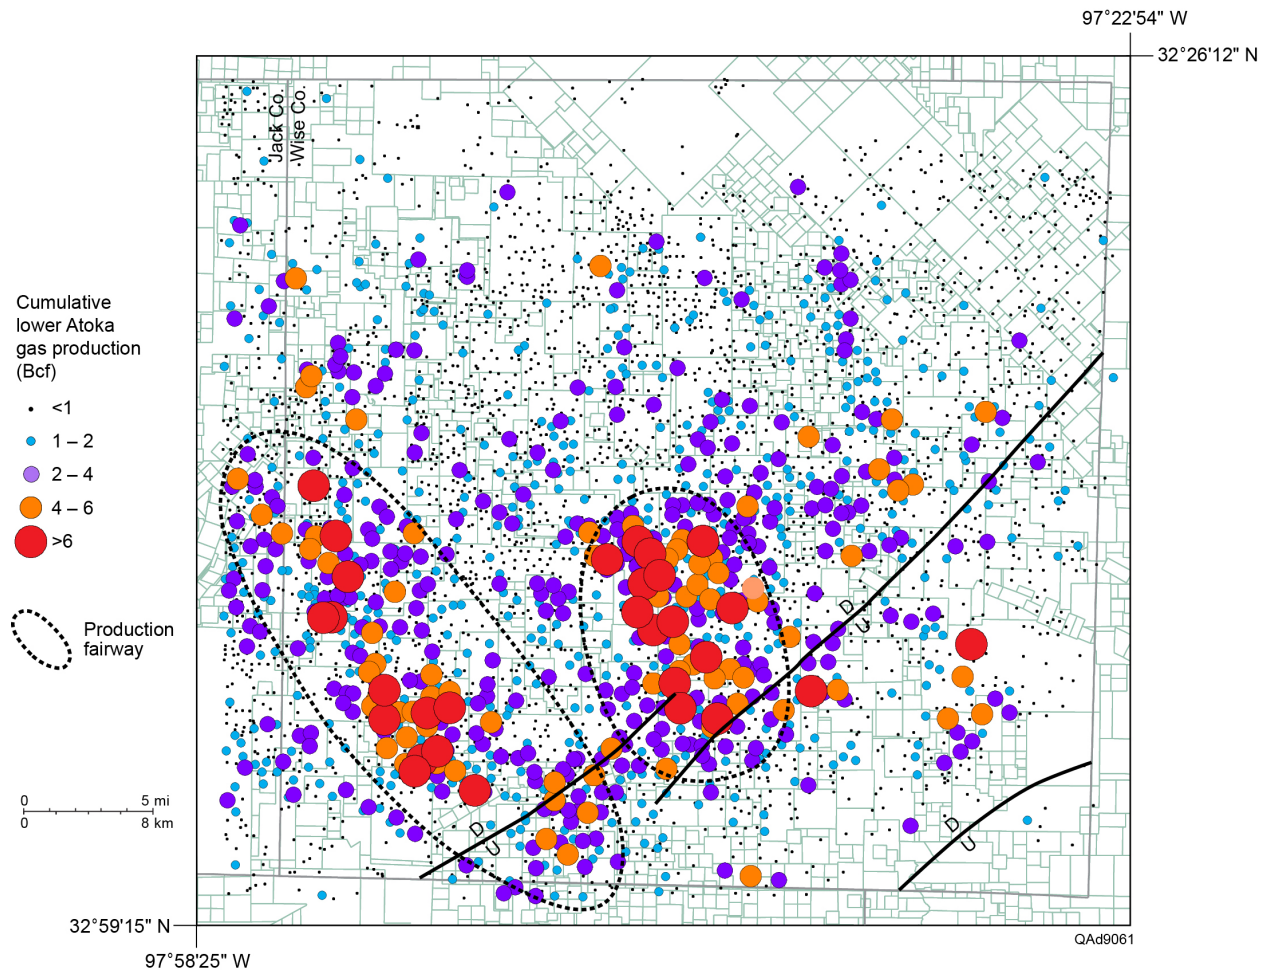 97°22'54" W
32°26'12" N
Jack Co.
Wise Co.
Cumulative
lower Atoka
gas production
(Bcf)
<1
1 – 2
2 – 4
4 – 6
>6
Production
fairway
D
U
D
U
D
U
0 5 mi
0 8 km
32°59'15" N
97°58'25" W
QAd9061